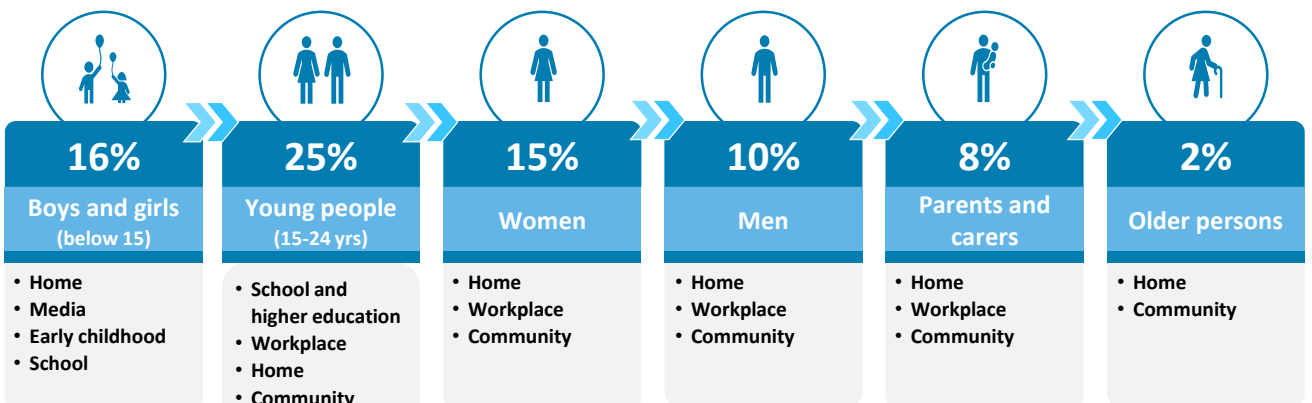 16%
Boys and girls
(below 15)
• Home
• Media
• Early childhood
• School
25%
Young people
(15-24 yrs)
• School and
higher education
• Workplace
• Home
• Community
15%
Women
• Home
• Workplace
• Community
10%
Men
• Home
• Workplace
• Community
8%
Parents and
carers
• Home
• Workplace
• Community
2%
Older persons
• Home
• Community